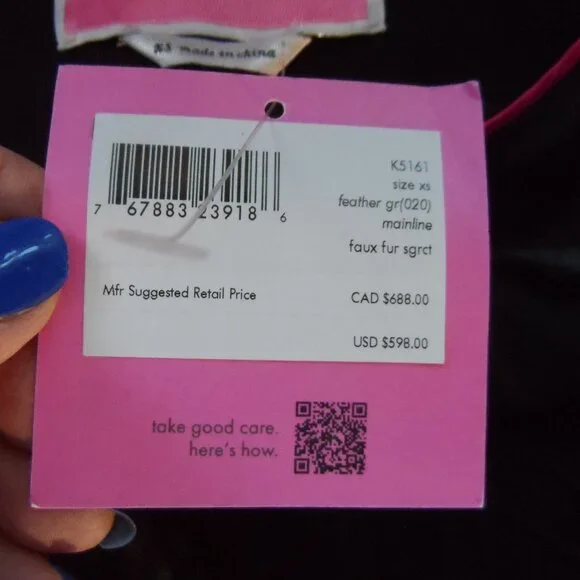 XS Made in China
K5161
size xs
feather gr(020)
mainline
faux fur sgrct
7 67883 23918 6
Mfr Suggested Retail Price
CAD $688.00
USD $598.00
take good care.
here's how.